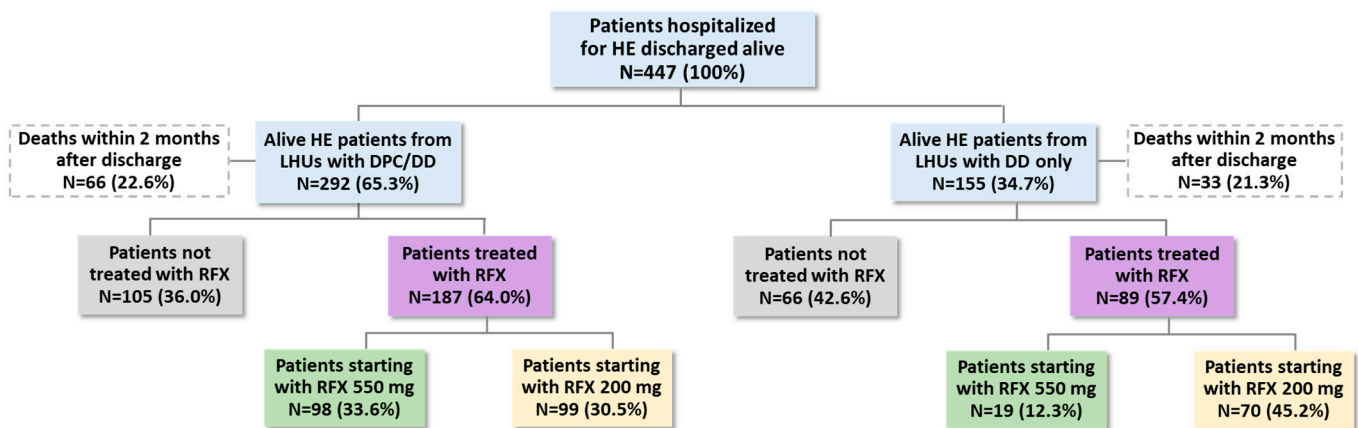 Patients hospitalized
for HE discharged alive
N=447 (100%)
Deaths within 2 months
after discharge
N=66 (22.6%)
Alive HE patients from
LHUs with DPC/DD
N=292 (65.3%)
Alive HE patients from
LHUs with DD only
N=155 (34.7%)
Deaths within 2 months
after discharge
N=33 (21.3%)
Patients not
treated with RFX
N=105 (36.0%)
Patients treated
with RFX
N=187 (64.0%)
Patients not
treated with RFX
N=66 (42.6%)
Patients treated
with RFX
N=89 (57.4%)
Patients starting
with RFX 550 mg
N=98 (33.6%)
Patients starting
with RFX 200 mg
N=99 (30.5%)
Patients starting
with RFX 550 mg
N=19 (12.3%)
Patients starting
with RFX 200 mg
N=70 (45.2%)